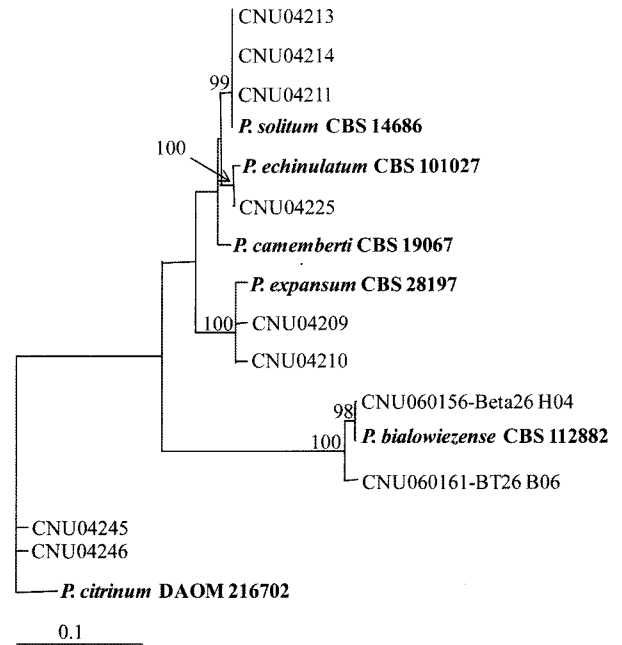 CNU04213
CNU04214
99
CNU04211
P. solitum CBS 14686
100
P. echinulatum CBS 101027
CNU04225
P. camemberti CBS 19067
P. expansum CBS 28197
100
CNU04209
CNU04210
CNU060156-Beta26 H04
98
P. bialowiezense CBS 112882
100
CNU060161-BT26 B06
CNU04245
CNU04246
P. citrinum DAOM 216702
0.1